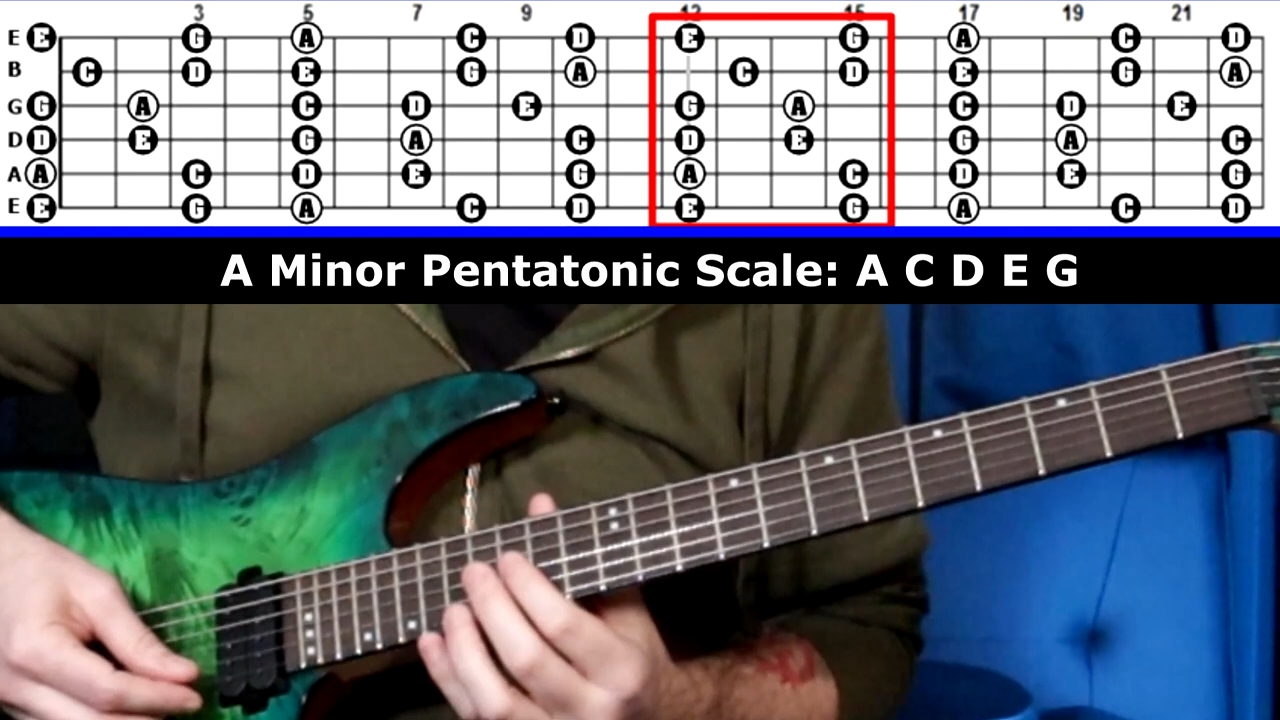 3 5 7 9 12 15 17 19 21
E E G A C D E G A C D
B C D E G A C D E G A
G G A C D E G A C D E
D D E G A C D E G A C
A A C D E G A C D E G
E E G A C D E G A C D
A Minor Pentatonic Scale: A C D E G